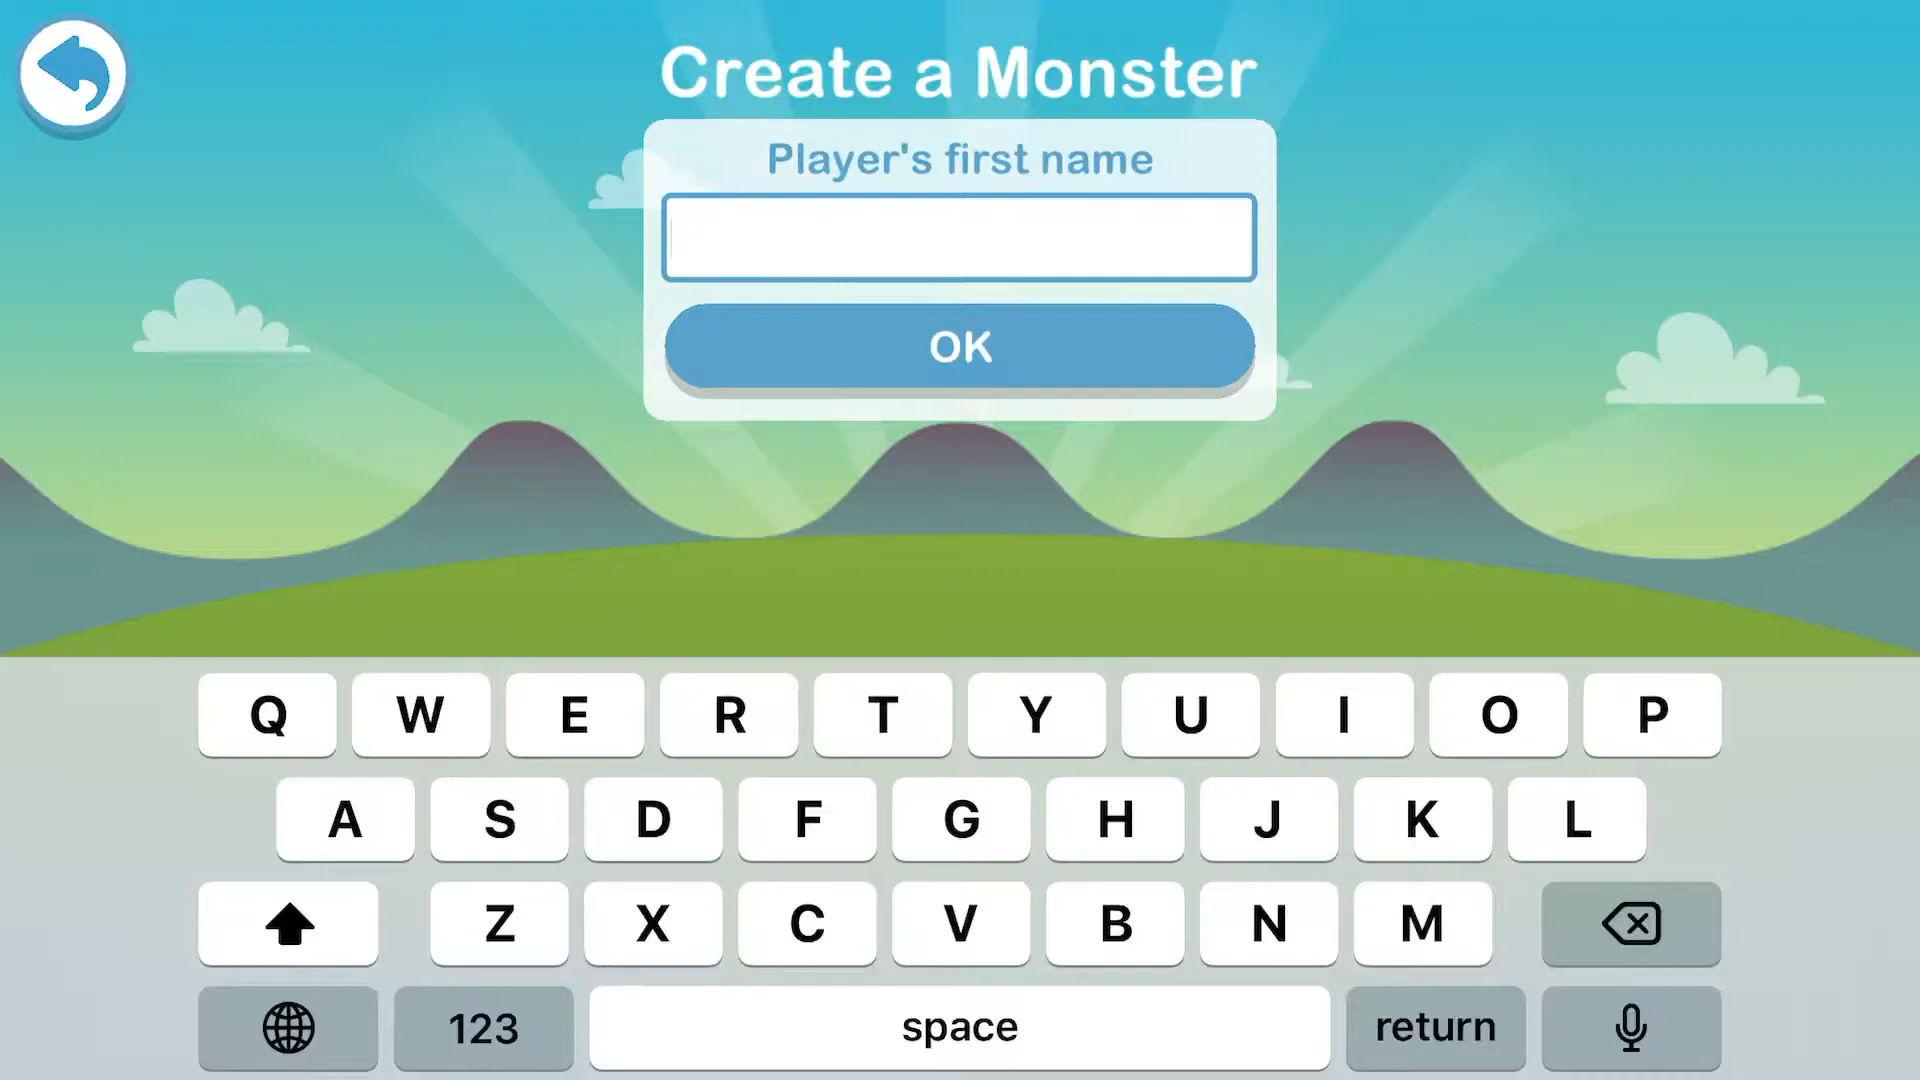 Create a Monster
Player's first name
OK
Q W E R T Y U I O P
A S D F G H J K L
Z X C V B N M
123 space return